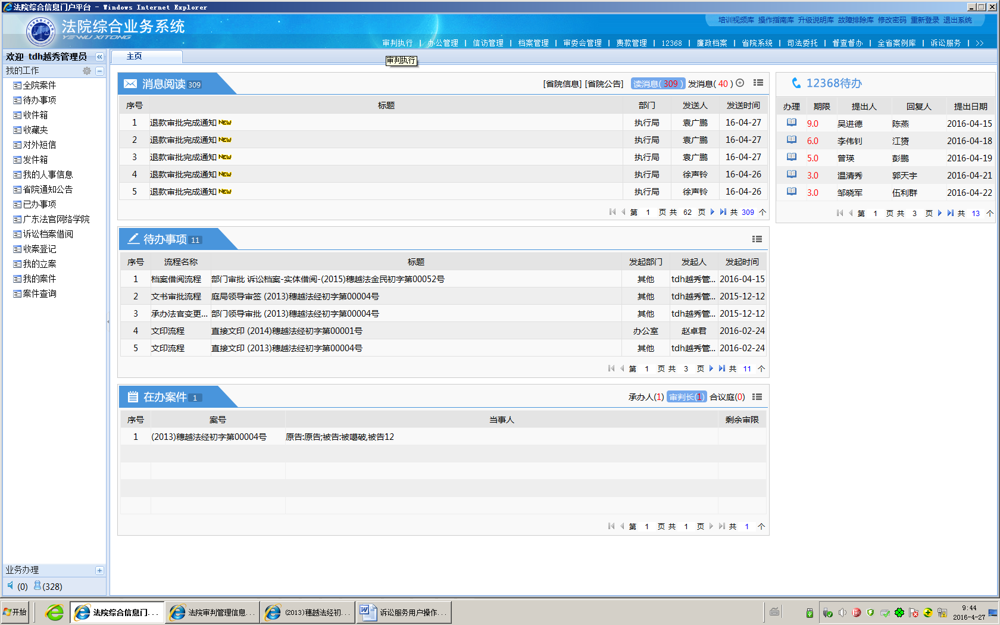 法院综合信息门户平台 - Windows Internet Explorer
法院综合业务系统
YEWU XITONG
培训视频库 操作指南库 升级说明库 故障排除库 修改密码 重新登录 退出系统
审判执行 | 办公管理 | 信访管理 | 档案管理 | 审委会管理 | 费款管理 | 12368 | 廉政档案 | 省院系统 | 司法委托 | 督查督办 | 全省案例库 | 诉讼服务 | >>
审判执行
欢迎 tdh越秀管理员
主页
我的工作
全院案件
待办事项
收件箱
收藏夹
对外短信
发件箱
我的人事信息
省院通知公告
已办事项
广东法官网络学院
诉讼档案借阅
收案登记
我的立案
我的案件
案件查询
业务办理
(0) (328)
消息阅读 309
[省院信息] [省院公告] 读消息( 309 ) 发消息( 40 )
序号 标题 部门 发送人 发送时间
1 退款审批完成通知 NEW 执行局 袁广鹏 16-04-27
2 退款审批完成通知 NEW 执行局 袁广鹏 16-04-27
3 退款审批完成通知 NEW 执行局 袁广鹏 16-04-27
4 退款审批完成通知 NEW 执行局 徐声铃 16-04-26
5 退款审批完成通知 NEW 执行局 徐声铃 16-04-26
第 1 页 共 62 页 共 309 个
待办事项 11
序号 流程名称 标题 发起部门 发起人 发起时间
1 档案借阅流程 部门审批 诉讼档案-实体借阅-(2015)穗越法金民初字第00052号 其他 tdh越秀管... 2016-04-15
2 文书审批流程 庭局领导审签 (2013)穗越法经初字第00004号 其他 tdh越秀管... 2015-12-12
3 承办法官变更... 部门领导审批 (2013)穗越法经初字第00004号 其他 tdh越秀管... 2015-12-12
4 文印流程 直接文印 (2014)穗越法经初字第00001号 办公室 赵卓君 2016-02-24
5 文印流程 直接文印 (2013)穗越法经初字第00004号 其他 tdh越秀管... 2016-02-24
第 1 页 共 3 页 共 11 个
在办案件 1
承办人(1) 审判长(1) 合议庭(0)
序号 案号 当事人 剩余审限
1 (2013)穗越法经初字第00004号 原告:原告;被告:被噶破,被告12
第 1 页 共 1 页 共 1 个
12368待办
办理 期限 提出人 回复人 提出日期
9.0 吴进德 陈燕 2016-04-15
6.0 李伟钊 江赟 2016-04-18
5.0 曾瑛 彭鹏 2016-04-19
3.0 温清秀 郭天宇 2016-04-21
3.0 邹晓军 伍利群 2016-04-22
第 1 页 共 3 页 共 13 个
开始
法院综合信息门...
法院审判管理信息...
(2013)穗越法经初...
诉讼服务用户操作...
9:44
2016-4-27